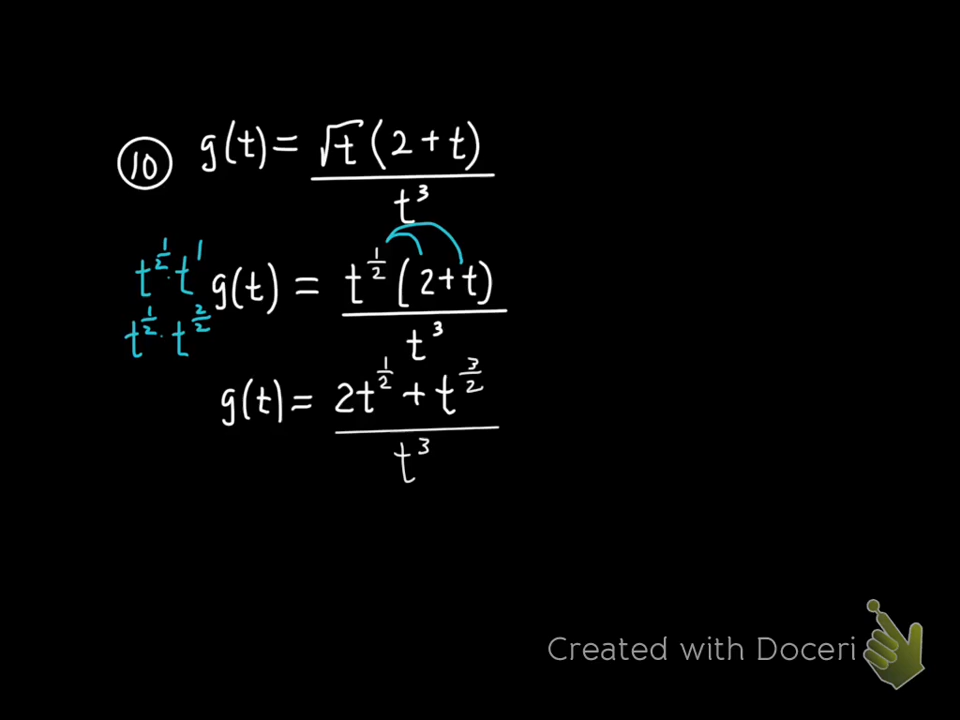 ⑩ g(t) = √t (2 + t) / t³
t^(1/2) · t^1
g(t) = t^(1/2) (2 + t) / t³
t^(1/2) · t^(2/2)
g(t) = 2t^(1/2) + t^(3/2) / t³
Created with Doceri